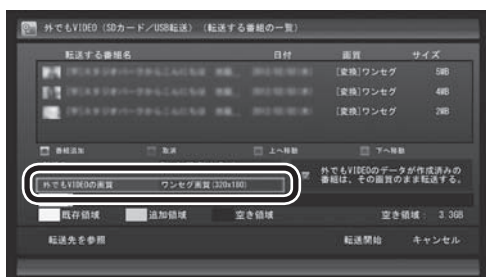 外でもVIDEO (SDカード/USB転送) (転送する番組の一覧)
転送する番組名 日付 画質 サイズ
[変換]ワンセグ 5MB
[変換]ワンセグ 4MB
[変換]ワンセグ 2MB
番組追加 取消 上へ移動 下へ移動
外でもVIDEOの画質 ワンセグ画質(320x180)
外でもVIDEOのデータが作成済みの
番組は、その画質のまま転送する。
既存領域 追加領域 空き領域 空き領域: 3.3GB
転送先を参照 転送開始 キャンセル